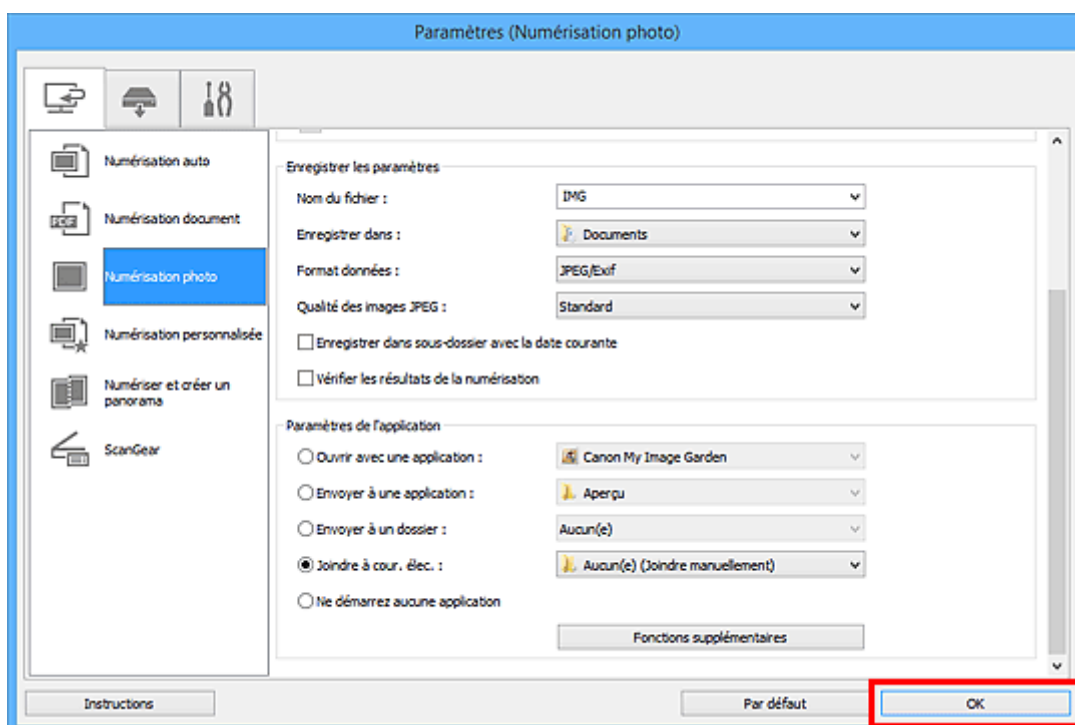 Paramètres (Numérisation photo)
Numérisation auto
PDF
Numérisation document
Numérisation photo
Numérisation personnalisée
Numériser et créer un
panorama
ScanGear
Enregistrer les paramètres
Nom du fichier : IMG
Enregistrer dans : Documents
Format données : JPEG/Exif
Qualité des images JPEG : Standard
Enregistrer dans sous-dossier avec la date courante
Vérifier les résultats de la numérisation
Paramètres de l'application
Ouvrir avec une application : Canon My Image Garden
Envoyer à une application : Aperçu
Envoyer à un dossier : Aucun(e)
Joindre à cour. élec. : Aucun(e) (Joindre manuellement)
Ne démarrez aucune application
Fonctions supplémentaires
Instructions
Par défaut
OK